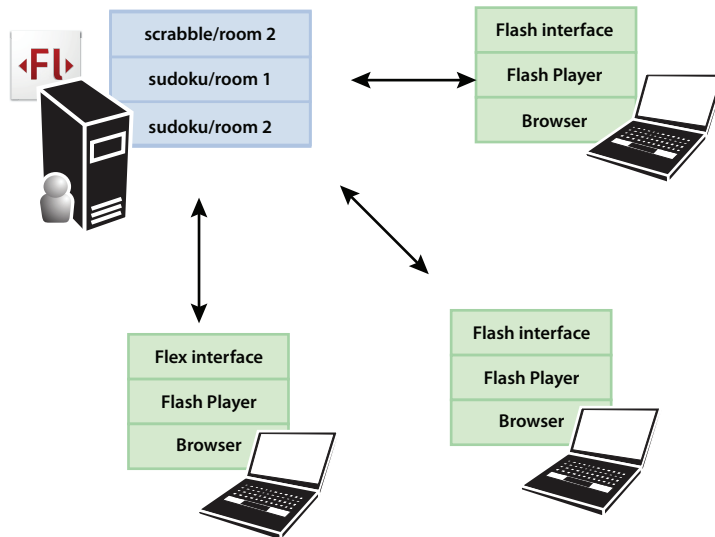 Fl
scrabble/room 2
sudoku/room 1
sudoku/room 2
Flash interface
Flash Player
Browser
Flex interface
Flash Player
Browser
Flash interface
Flash Player
Browser